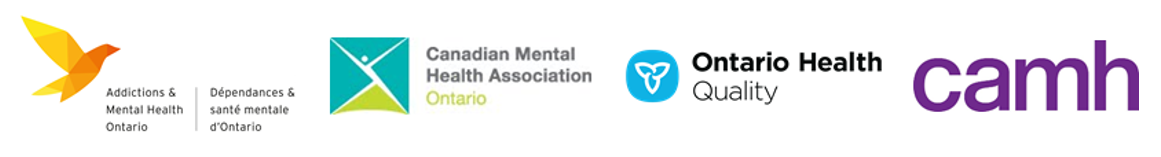 Addictions &
Mental Health
Ontario
Dépendances &
santé mentale
d'Ontario
Canadian Mental
Health Association
Ontario
Ontario Health
Quality
camh